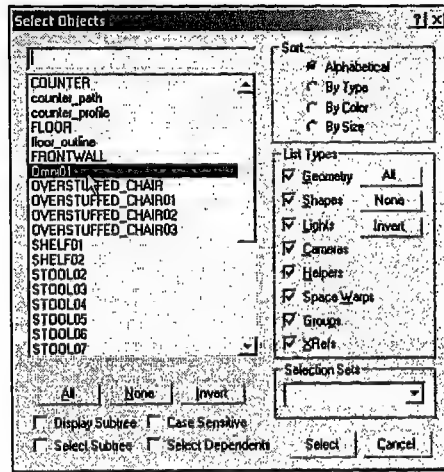 Select Objects
COUNTER
counter_path
counter_profile
FLOOR
floor_outline
FRONTWALL
Omni01
OVERSTUFFED_CHAIR
OVERSTUFFED_CHAIR01
OVERSTUFFED_CHAIR02
OVERSTUFFED_CHAIR03
SHELF01
SHELF02
STOOL02
STOOL03
STOOL04
STOOL05
STOOL06
STOOL07
All None Invert
Display Subtree Case Sensitive
Select Subtree Select Dependents
Sort
Alphabetical
By Type
By Color
By Size
List Types
Geometry All
Shapes None
Lights Invert
Cameras
Helpers
Space Warps
Groups
XRefs
Selection Sets
Select Cancel